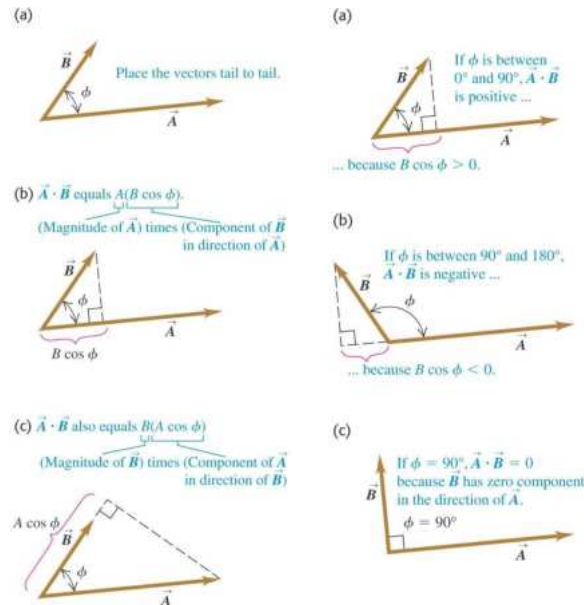 (a)
B⃗
Place the vectors tail to tail.
ϕ
A⃗
(b) A⃗ · B⃗ equals A(B cos ϕ).
(Magnitude of A⃗) times (Component of B⃗
in direction of A⃗)
B⃗
ϕ
A⃗
B cos ϕ
(c) A⃗ · B⃗ also equals B(A cos ϕ)
(Magnitude of B⃗) times (Component of A⃗
in direction of B⃗)
A cos ϕ
B⃗
ϕ
A⃗
(a)
If ϕ is between
0° and 90°, A⃗ · B⃗
is positive ...
B⃗
ϕ
A⃗
... because B cos ϕ > 0.
(b)
If ϕ is between 90° and 180°,
A⃗ · B⃗ is negative ...
B⃗
ϕ
A⃗
... because B cos ϕ < 0.
(c)
If ϕ = 90°, A⃗ · B⃗ = 0
because B⃗ has zero component
in the direction of A⃗.
B⃗
ϕ = 90°
A⃗